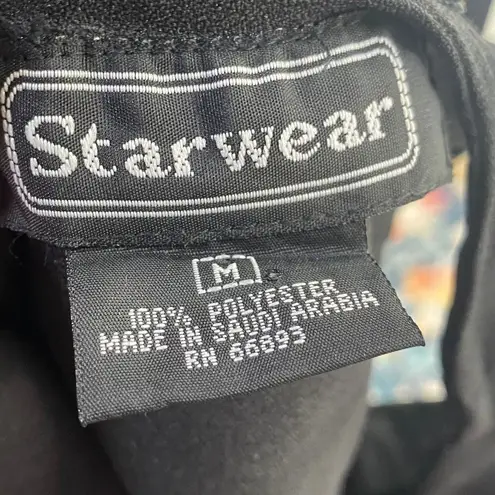 Starwear
M
100% POLYESTER
MADE IN SAUDI ARABIA
RN 66893